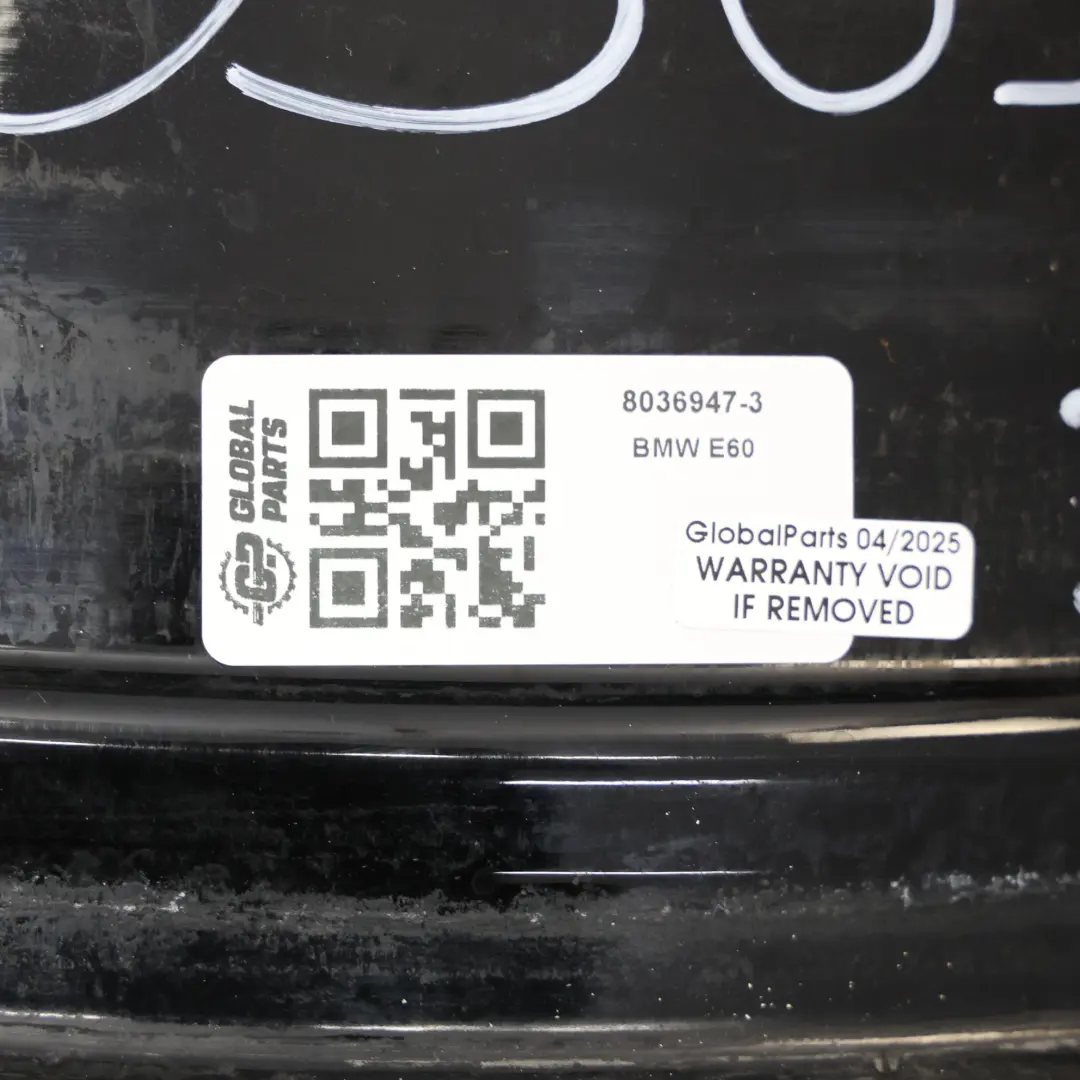 GLOBAL
PARTS
8036947-3
BMW E60
GlobalParts 04/2025
WARRANTY VOID
IF REMOVED